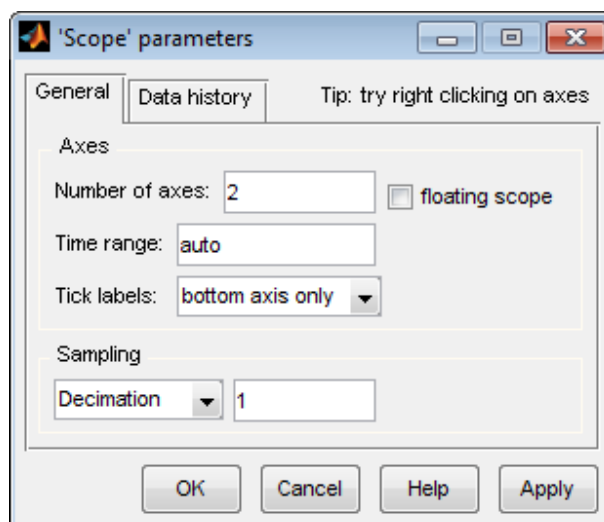 'Scope' parameters
General Data history Tip: try right clicking on axes
Axes
Number of axes: 2 floating scope
Time range: auto
Tick labels: bottom axis only
Sampling
Decimation 1
OK Cancel Help Apply